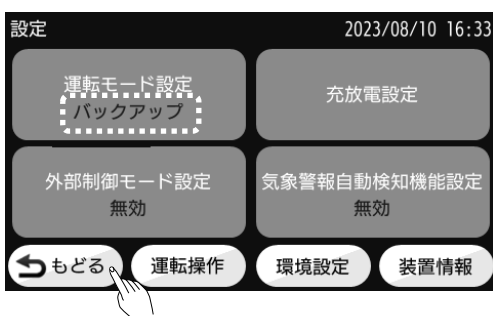 設定 2023/08/10 16:33
運転モード設定
バックアップ
充放電設定
外部制御モード設定
無効
気象警報自動検知機能設定
無効
もどる 運転操作 環境設定 装置情報